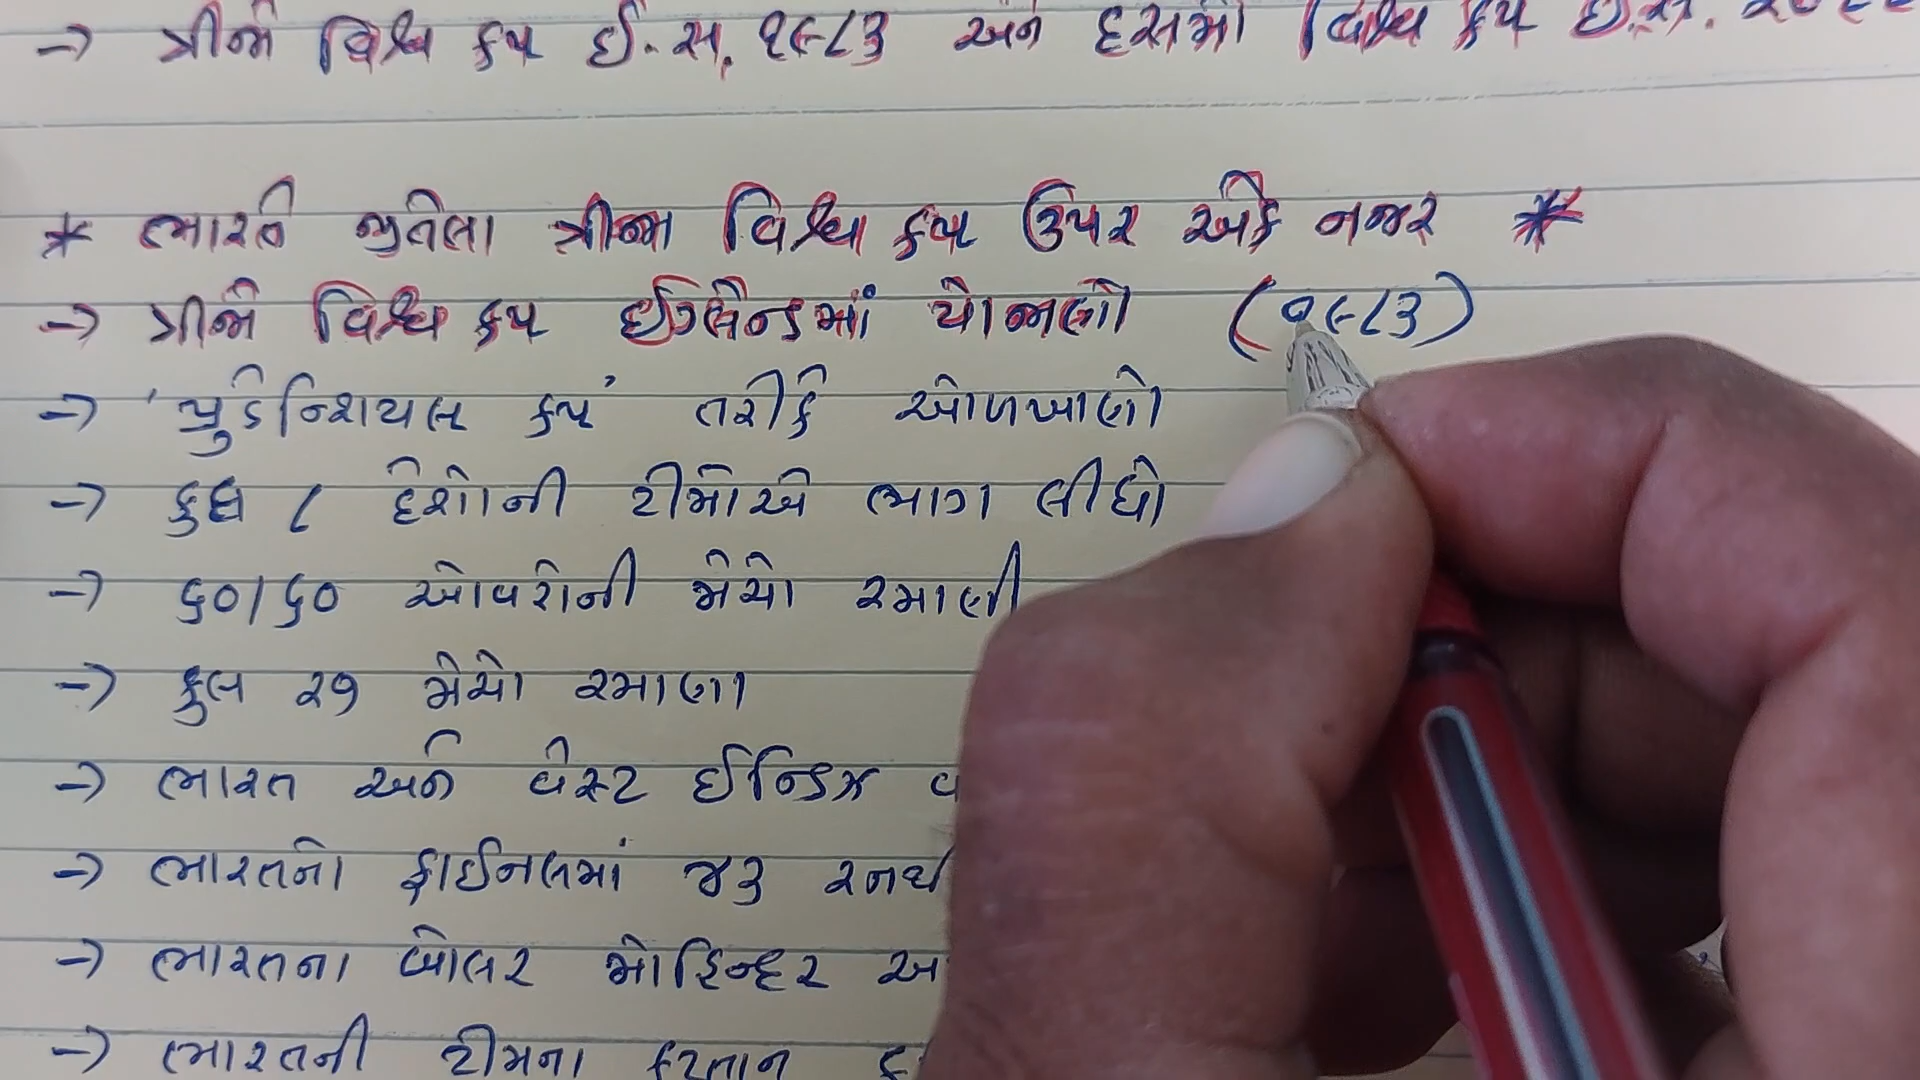 → ત્રીજો વિશ્વ કપ ઈ.સ. ૧૯૮૩ અને દસમો વિશ્વ કપ ઈ.સ.
* ભારતે જીતેલા ત્રીજા વિશ્વ કપ ઉપર એક નજર *
→ ત્રીજો વિશ્વ કપ ઈંગ્લેન્ડમાં યોજાણો (૧૯૮૩)
→ 'પ્રુડેન્શિયલ કપ' તરીકે ઓળખાણો
→ કુલ ૮ દેશોની ટીમોએ ભાગ લીધો
→ ૬૦/૬૦ ઓવરોની મેચો રમાણી
→ કુલ ૨૭ મેચો રમાણી
→ ભારત અને વેસ્ટ ઈન્ડિઝ
→ ભારતનો ફાઈનલમાં ૪૩ રનથી
→ ભારતના બોલર મોહિન્દર અ
→ ભારતની ટીમના કપ્તાન ક